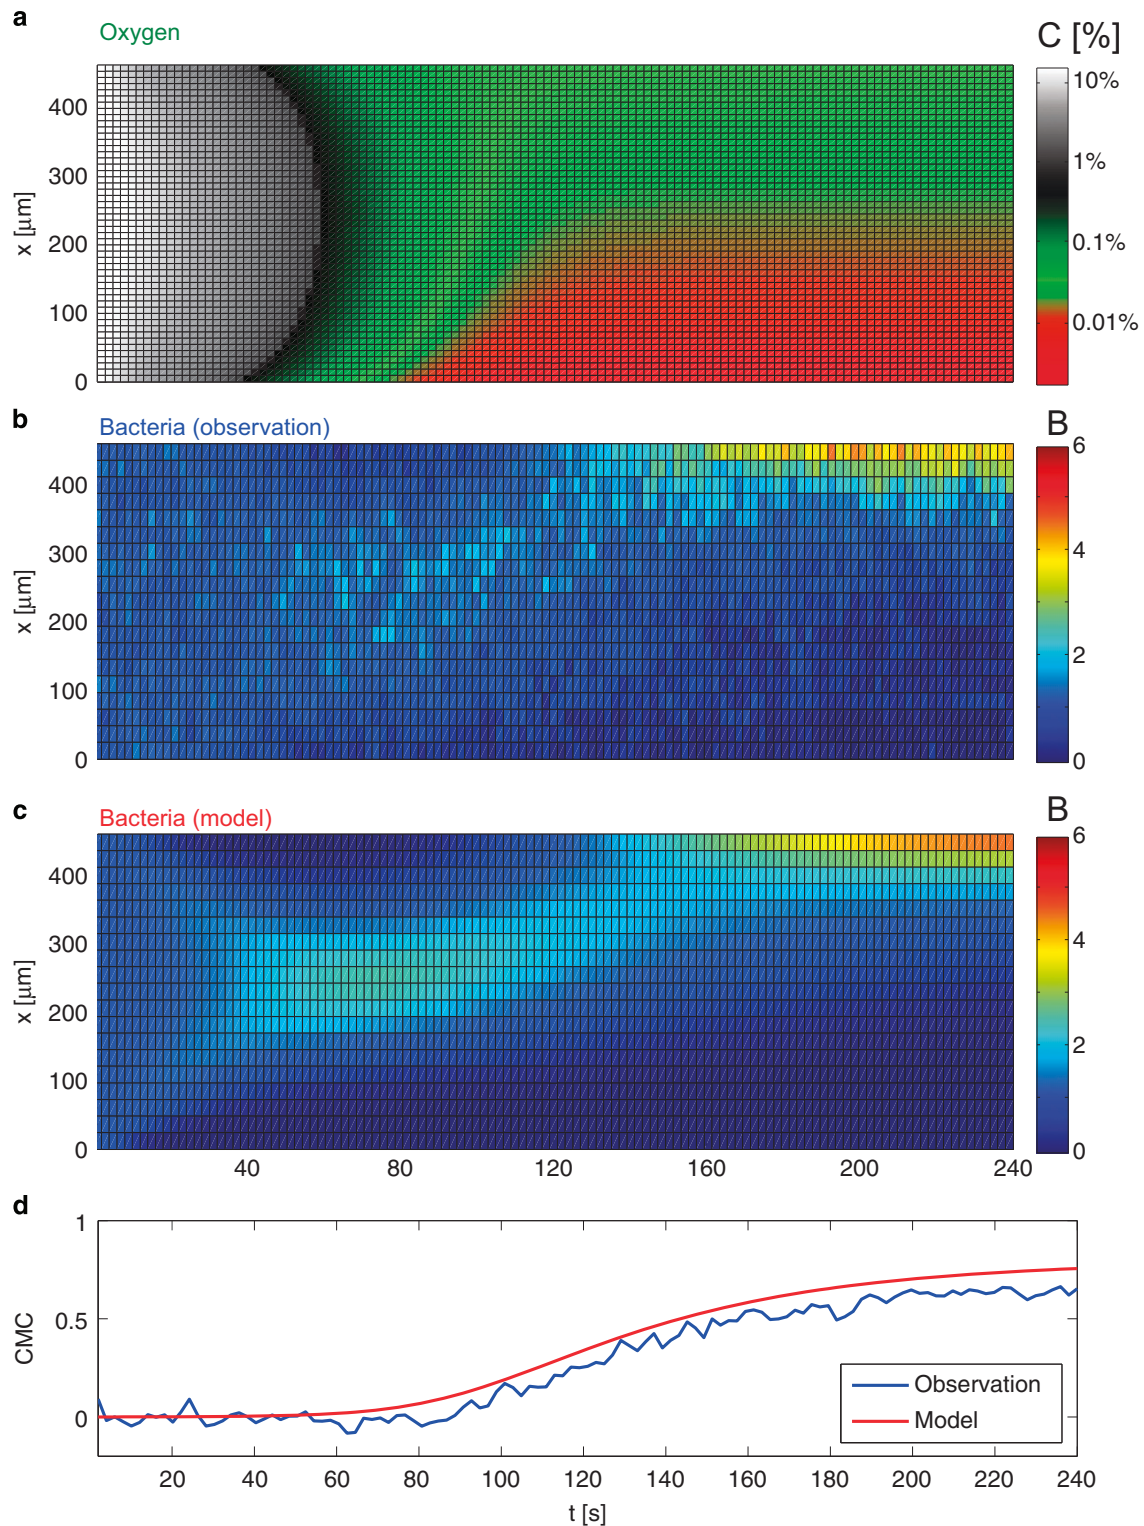 a
Oxygen
C [%]
10%
1%
0.1%
0.01%
400
300
200
100
0
x [μm]
b
Bacteria (observation)
B
6
4
2
0
400
300
200
100
0
x [μm]
c
Bacteria (model)
B
6
4
2
0
400
300
200
100
0
x [μm]
40 80 120 160 200 240
d
1
0.5
0
CMC
Observation
Model
20 40 60 80 100 120 140 160 180 200 220 240
t [s]